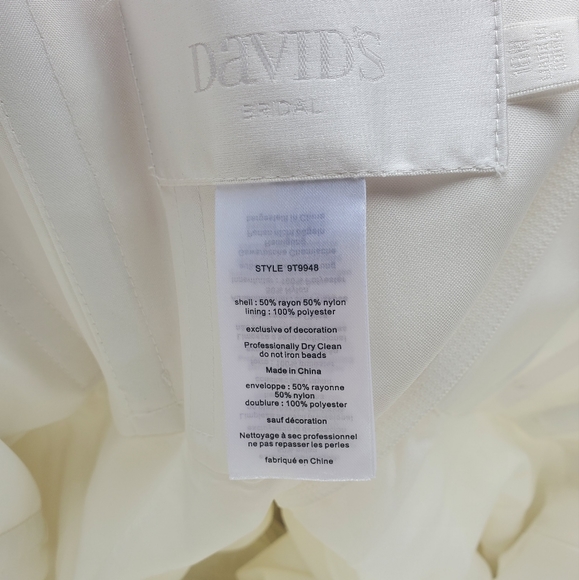 DAVID'S
BRIDAL
STYLE 9T9948
shell : 50% rayon 50% nylon
lining : 100% polyester
exclusive of decoration
Professionally Dry Clean
do not iron beads
Made in China
enveloppe : 50% rayonne
50% nylon
doublure : 100% polyester
sauf décoration
Nettoyage à sec professionnel
ne pas repasser les perles
fabriqué en Chine